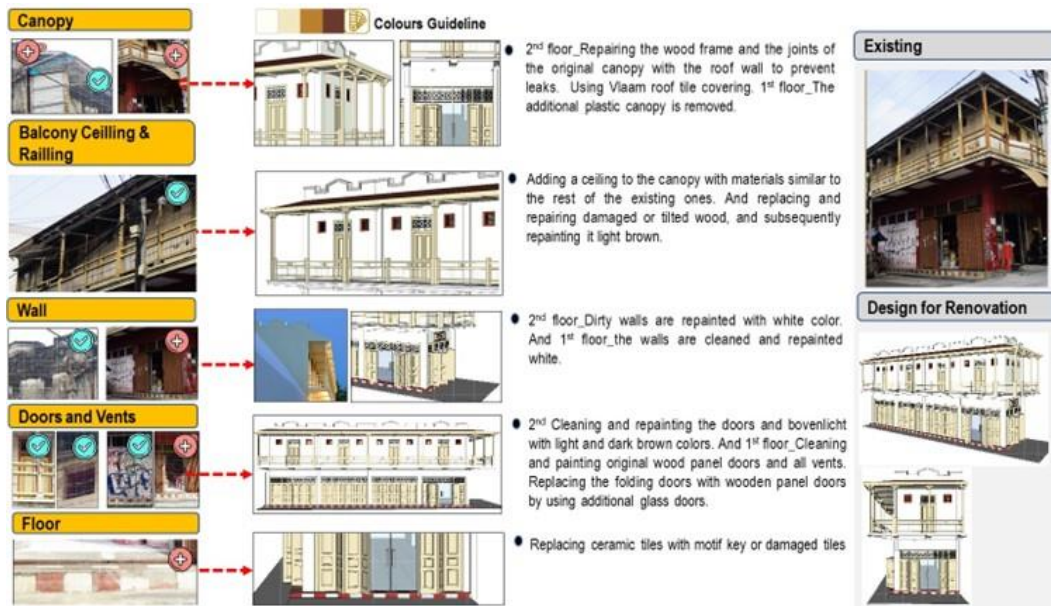 Canopy
Colours Guideline
2nd floor_Repairing the wood frame and the joints of
the original canopy with the roof wall to prevent
leaks. Using Vlaam roof tile covering. 1st floor_The
additional plastic canopy is removed.
Existing
Balcony Ceilling &
Railling
Adding a ceiling to the canopy with materials similar to
the rest of the existing ones. And replacing and
repairing damaged or tilted wood, and subsequently
repainting it light brown.
Wall
2nd floor_Dirty walls are repainted with white color.
And 1st floor_the walls are cleaned and repainted
white.
Design for Renovation
Doors and Vents
2nd Cleaning and repainting the doors and bovenlicht
with light and dark brown colors. And 1st floor_Cleaning
and painting original wood panel doors and all vents.
Replacing the folding doors with wooden panel doors
by using additional glass doors.
Floor
Replacing ceramic tiles with motif key or damaged tiles